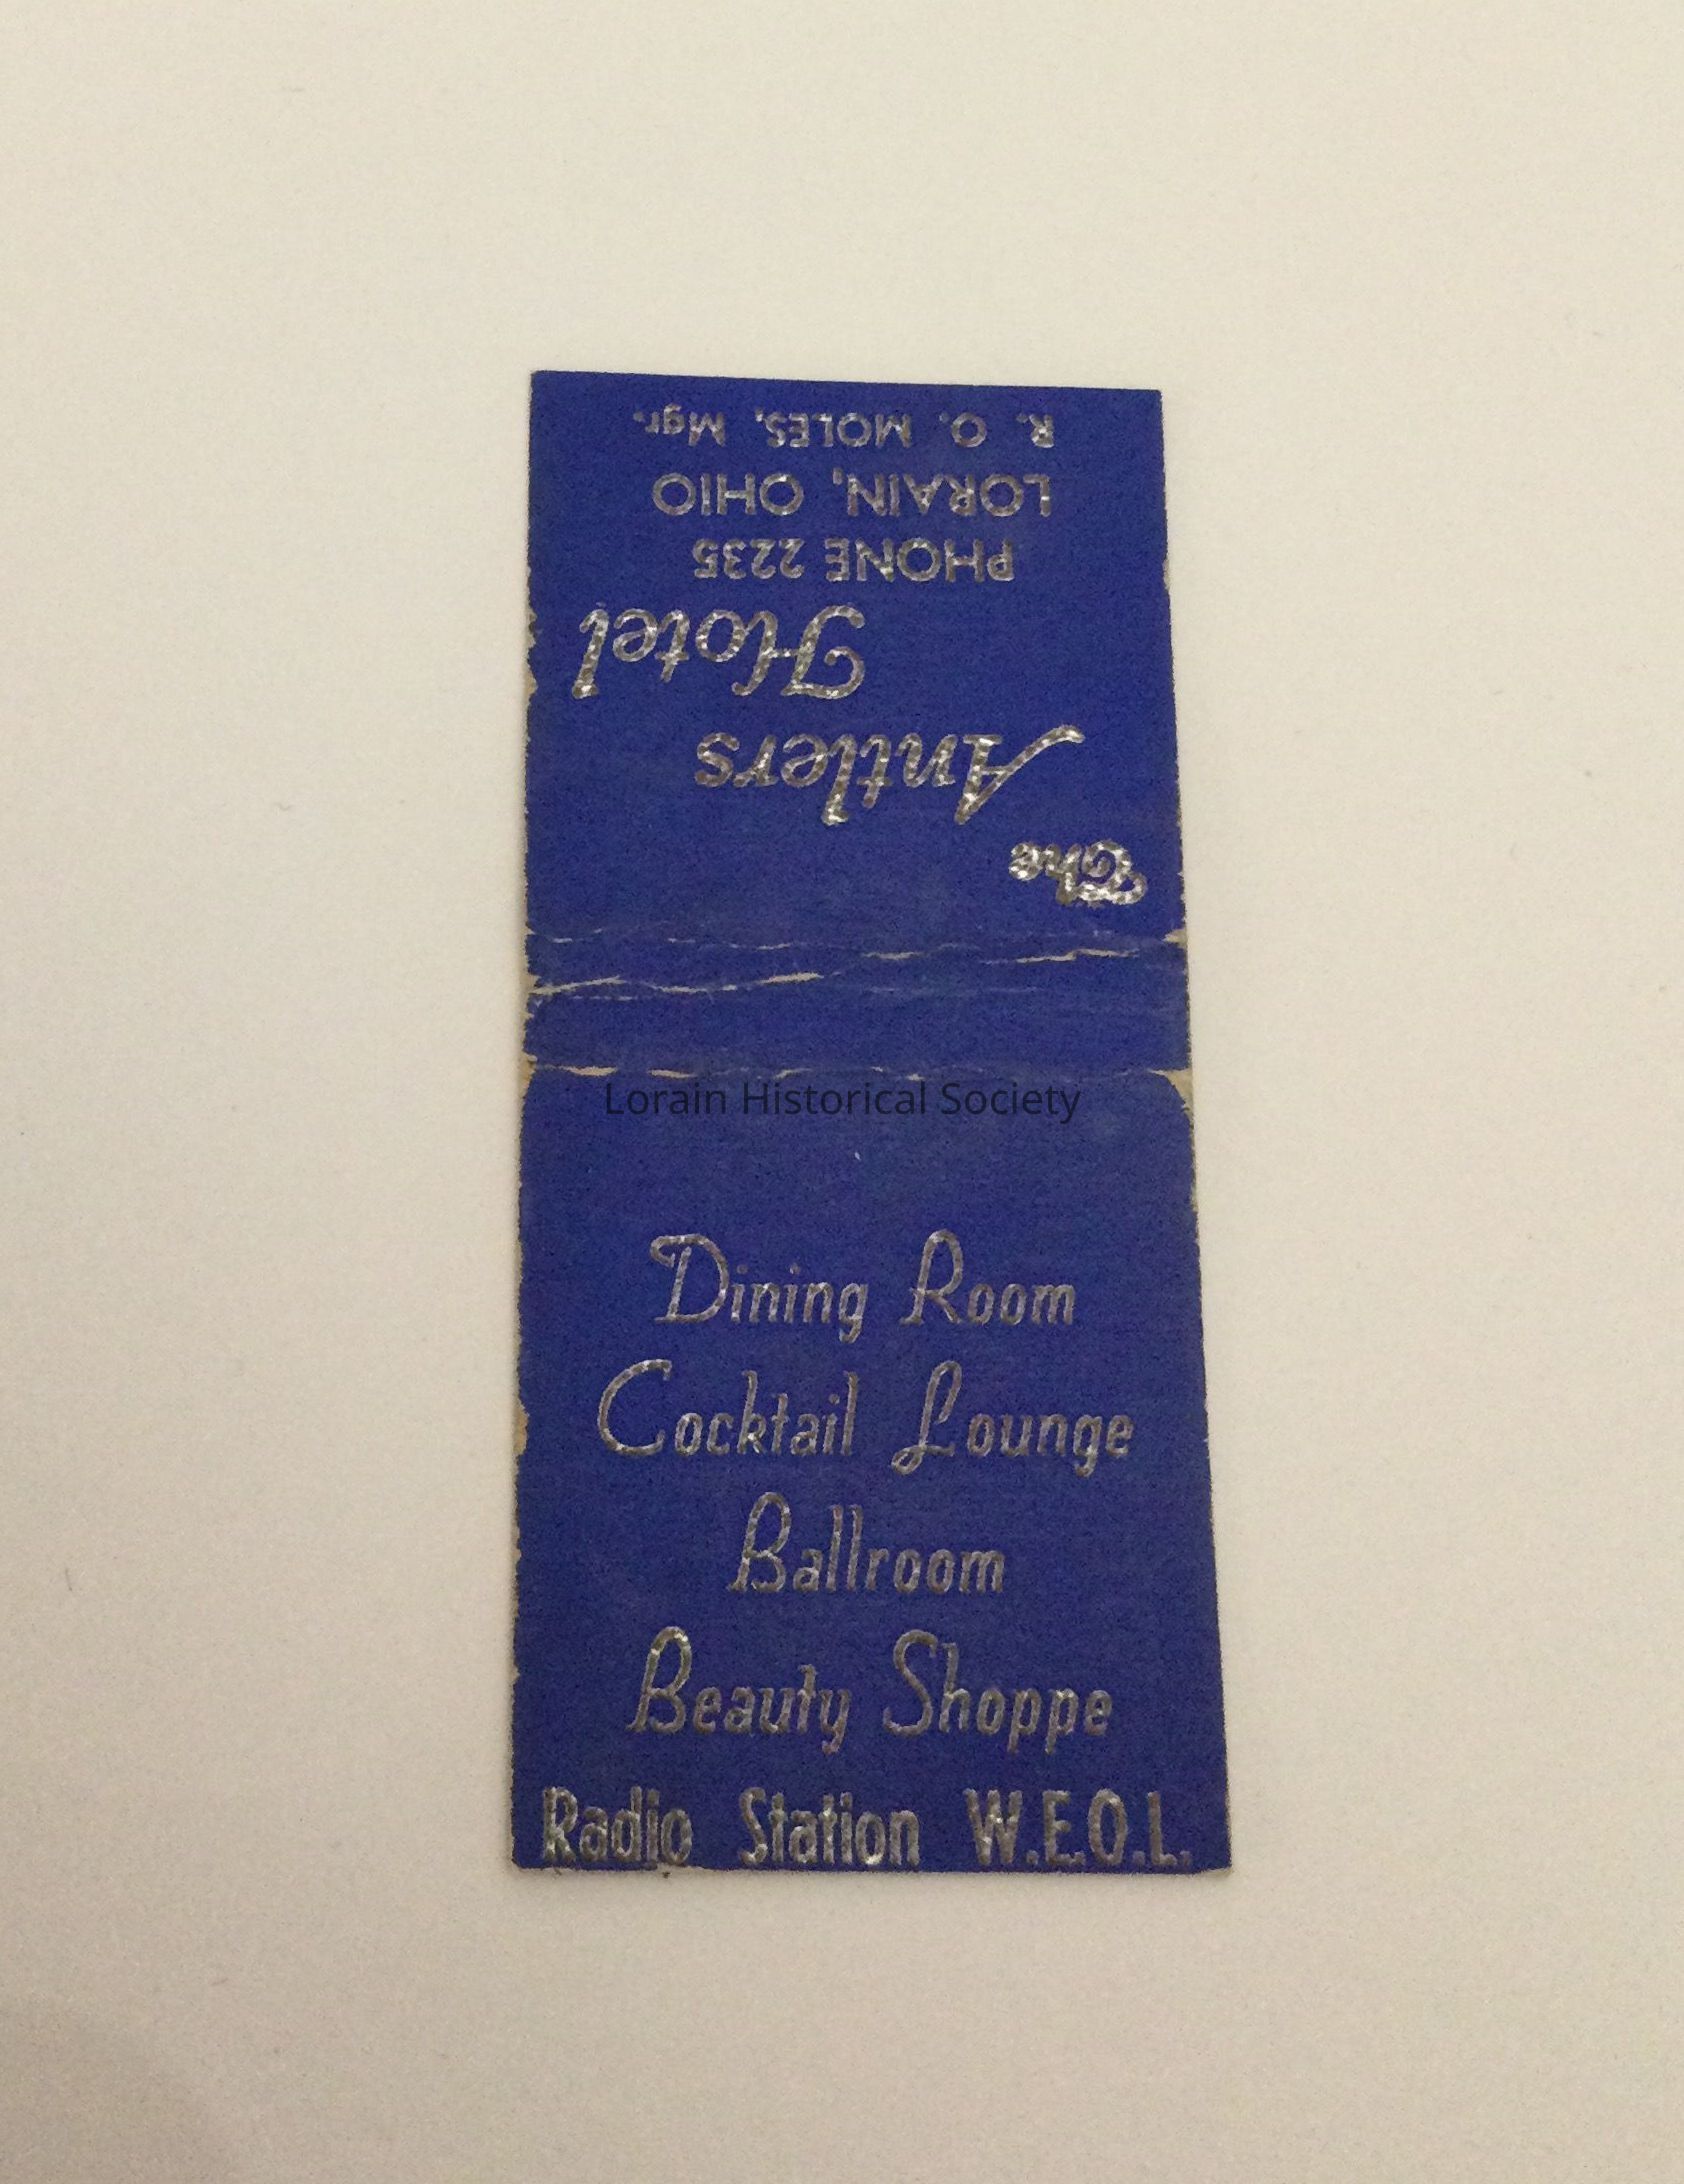 The
Antlers
Hotel
PHONE 2235
LORAIN, OHIO
R. O. MOLES, Mgr.
Lorain Historical Society
Dining Room
Cocktail Lounge
Ballroom
Beauty Shoppe
Radio Station W.E.O.L.